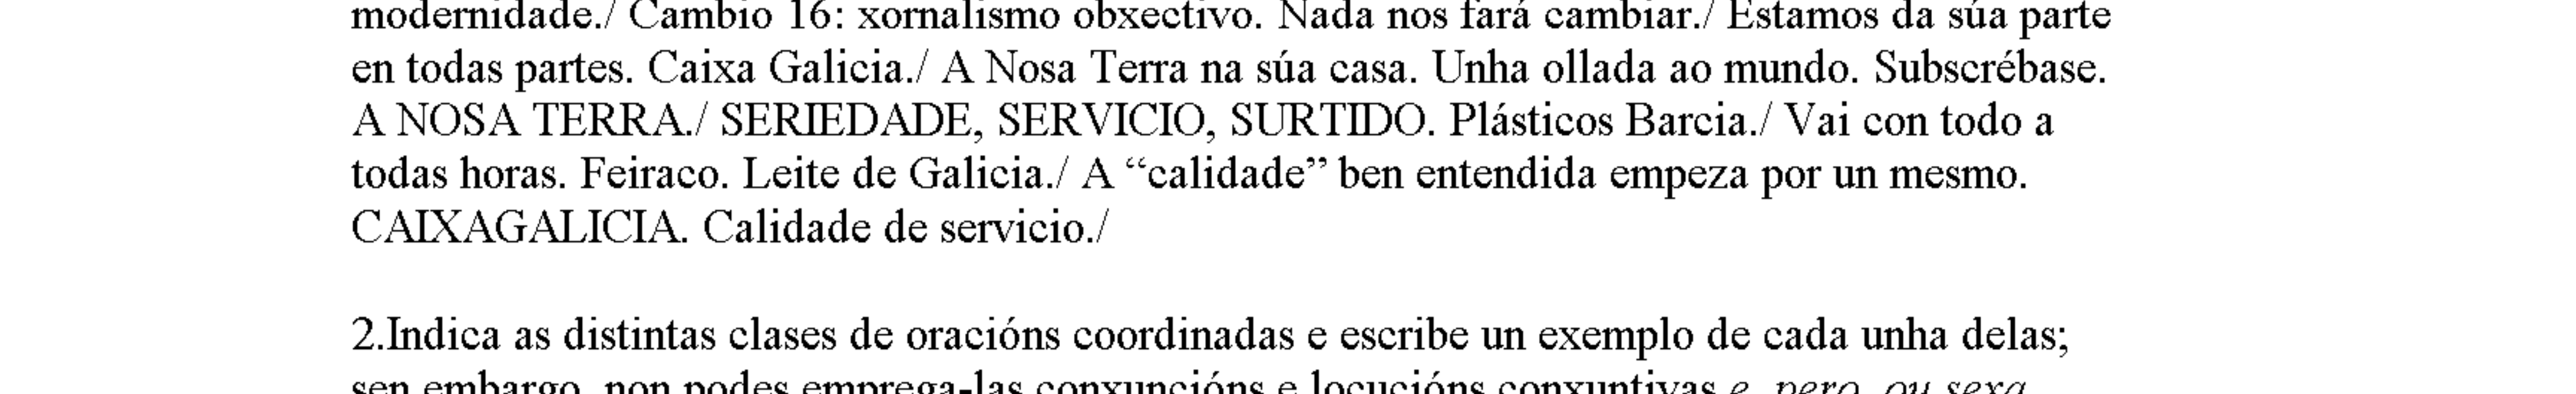 modernidade./ Cambio 16: xornalismo obxectivo. Nada nos fará cambiar./ Estamos da súa parte
en todas partes. Caixa Galicia./ A Nosa Terra na súa casa. Unha ollada ao mundo. Subscrébase.
A NOSA TERRA./ SERIEDADE, SERVICIO, SURTIDO. Plásticos Barcia./ Vai con todo a
todas horas. Feiraco. Leite de Galicia./ A “calidade” ben entendida empeza por un mesmo.
CAIXAGALICIA. Calidade de servicio./
2.Indica as distintas clases de oracións coordinadas e escribe un exemplo de cada unha delas;
sen embargo, non podes emprega-las conxuncións e locucións conxuntivas e, pero, ou sexa